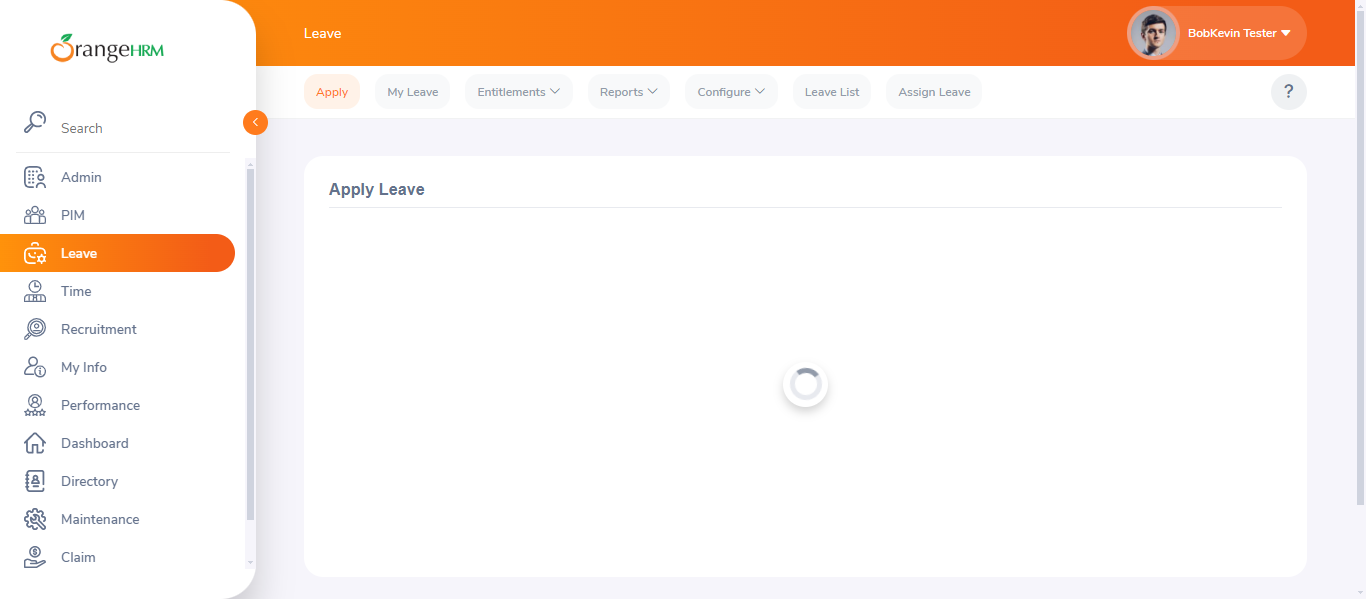 OrangeHRM
Leave
BobKevin Tester
Apply
My Leave
Entitlements
Reports
Configure
Leave List
Assign Leave
?
Search
Admin
PIM
Leave
Time
Recruitment
My Info
Performance
Dashboard
Directory
Maintenance
Claim
Apply Leave